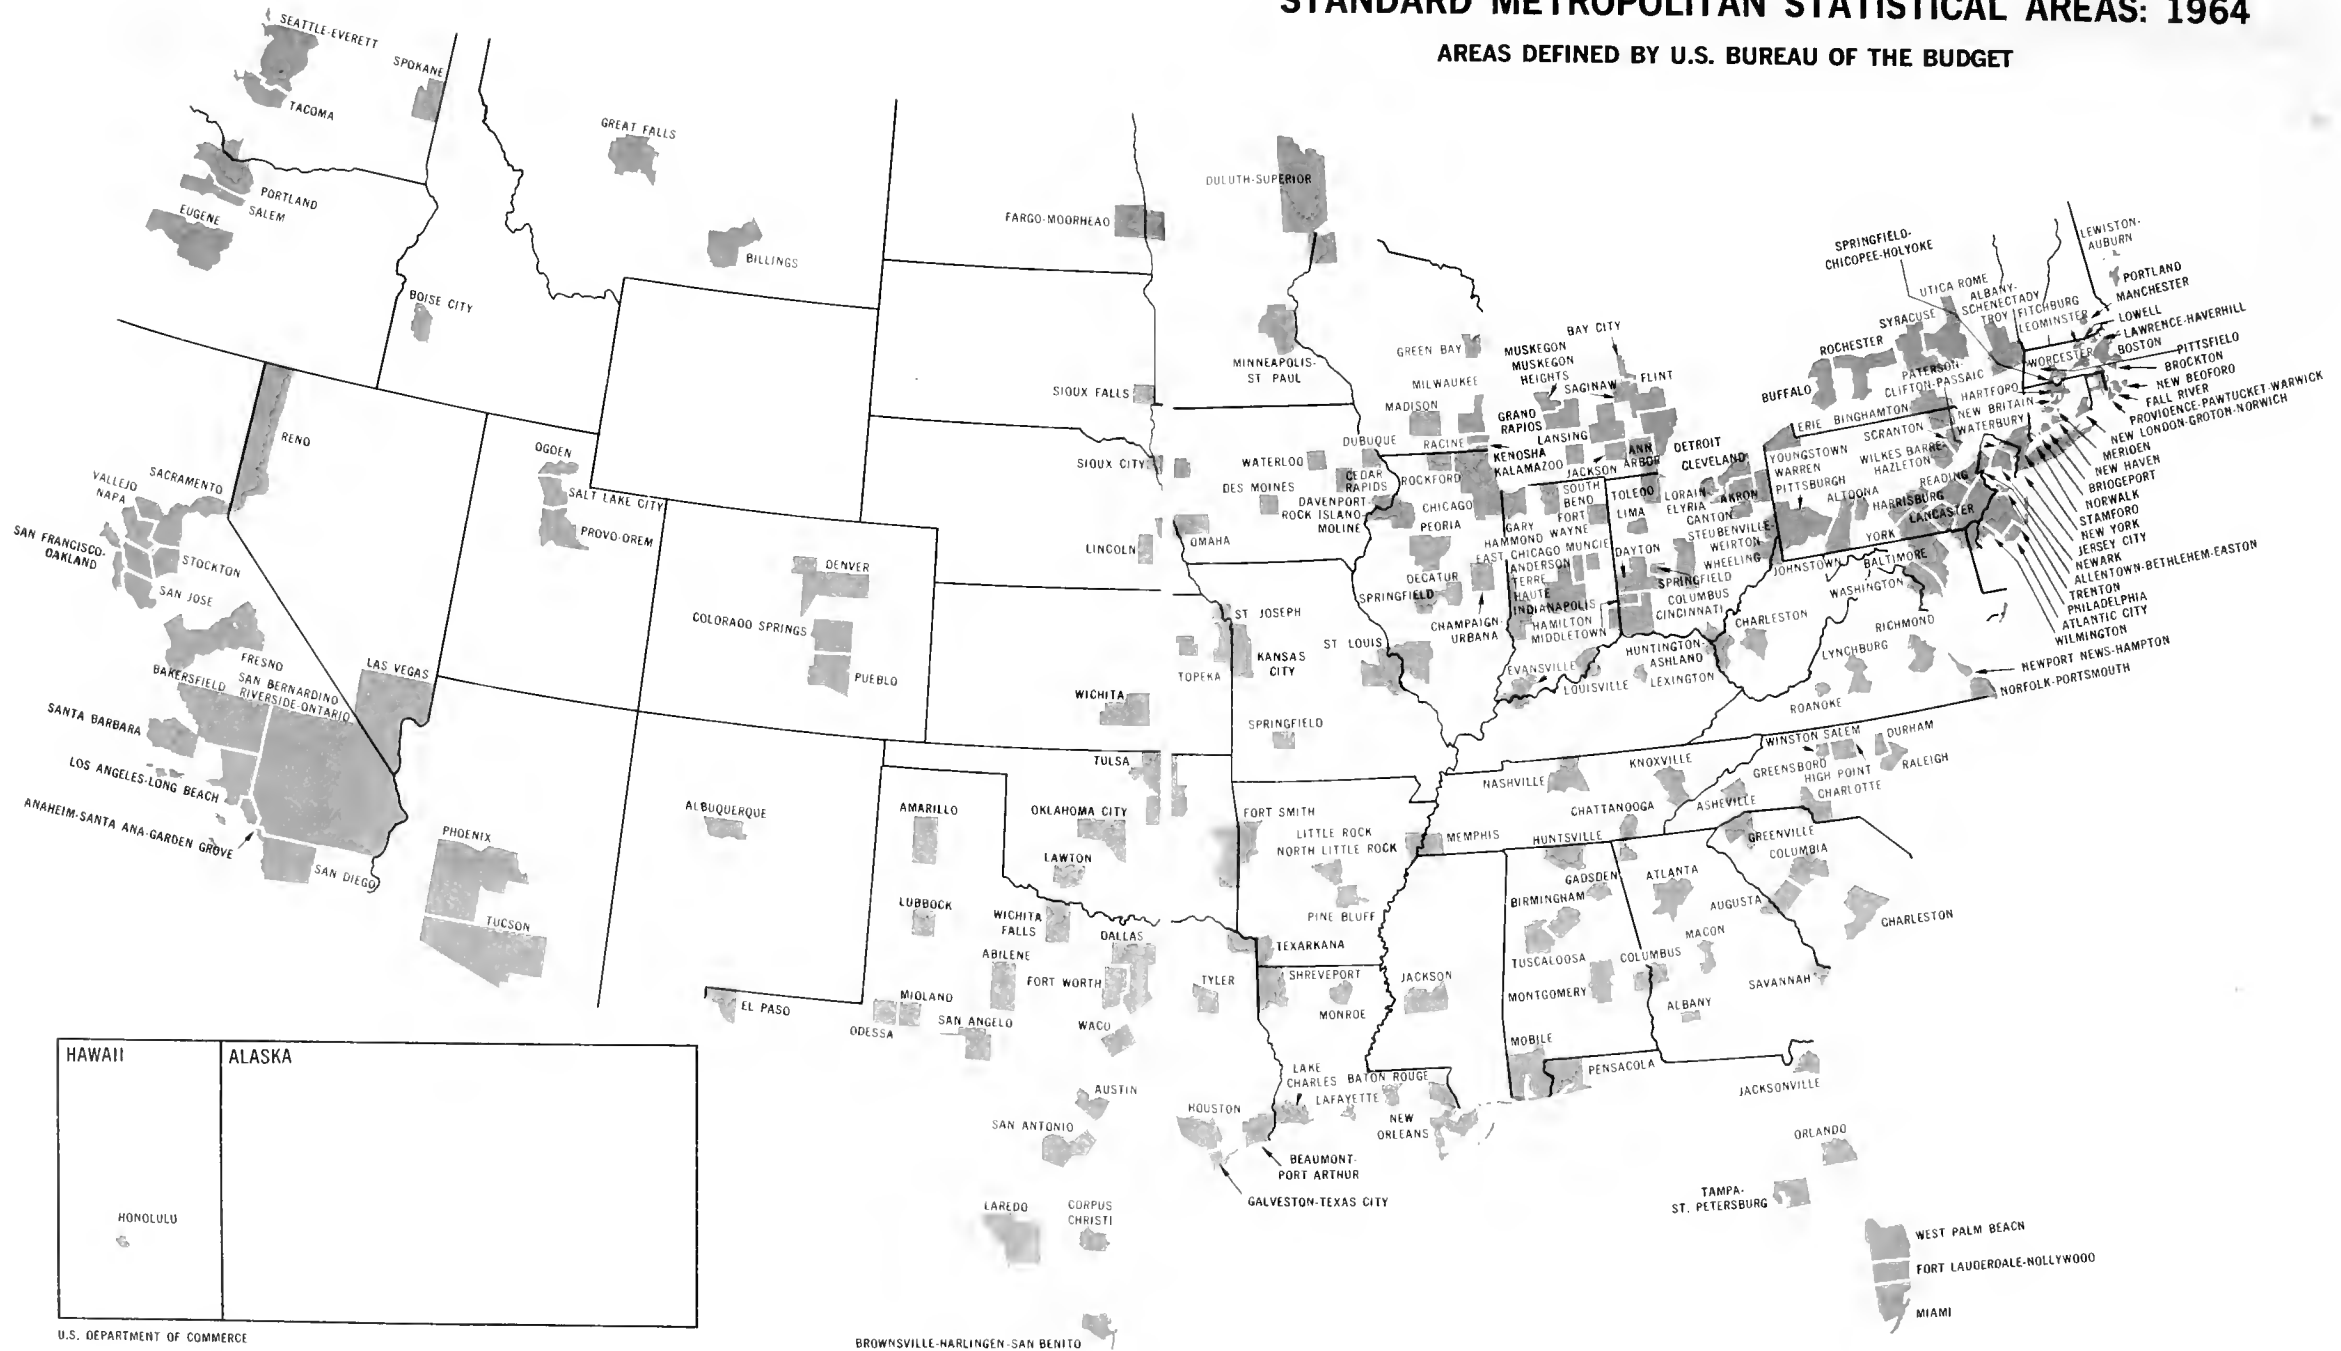 STANDARD METROPOLITAN STATISTICAL AREAS: 1964
AREAS DEFINED BY U.S. BUREAU OF THE BUDGET
SEATTLE-EVERETT
SPOKANE
TACOMA
GREAT FALLS
PORTLAND
SALEM
EUGENE
BILLINGS
BOISE CITY
FARGO-MOORHEAO
DULUTH-SUPERIOR
MINNEAPOLIS-
ST PAUL
SIOUX FALLS
SIOUX CITY
RENO
OGDEN
SALT LAKE CITY
PROVO-OREM
SACRAMENTO
VALLEJO
NAPA
SAN FRANCISCO-
OAKLAND
STOCKTON
SAN JOSE
FRESNO
BAKERSFIELD
SAN BERNARDINO
RIVERSIDE-ONTARIO
LAS VEGAS
SANTA BARBARA
LOS ANGELES-LONG BEACH
ANAHEIM-SANTA ANA-GARDEN GROVE
SAN DIEGO
PHOENIX
TUCSON
DENVER
COLORAOO SPRINGS
PUEBLO
ALBUQUERQUE
EL PASO
LINCOLN
OMAHA
WICHITA
TOPEKA
ST JOSEPH
KANSAS
CITY
SPRINGFIELD
ST LOUIS
TULSA
OKLAHOMA CITY
LAWTON
AMARILLO
LUBBOCK
WICHITA
FALLS
ABILENE
DALLAS
FORT WORTH
MIOLAND
ODESSA
SAN ANGELO
WACO
TYLER
AUSTIN
SAN ANTONIO
HOUSTON
BEAUMONT-
PORT ARTHUR
GALVESTON-TEXAS CITY
LAREDO
CORPUS
CHRISTI
BROWNSVILLE-HARLINGEN-SAN BENITO
FORT SMITH
LITTLE ROCK
NORTH LITTLE ROCK
PINE BLUFF
TEXARKANA
SHREVEPORT
MONROE
LAKE
CHARLES
LAFAYETTE
BATON ROUGE
NEW
ORLEANS
JACKSON
MEMPHIS
NASHVILLE
KNOXVILLE
CHATTANOOGA
HUNTSVILLE
GADSDEN
BIRMINGHAM
TUSCALOOSA
MONTGOMERY
MOBILE
PENSACOLA
ATLANTA
MACON
COLUMBUS
ALBANY
SAVANNAH
AUGUSTA
JACKSONVILLE
ORLANDO
TAMPA-
ST. PETERSBURG
WEST PALM BEACN
FORT LAUOERDALE-NOLLYWOOO
MIAMI
ASHEVILLE
GREENVILLE
COLUMBIA
CHARLESTON
WINSTON SALEM
GREENSBORO
HIGH POINT
CHARLOTTE
DURHAM
RALEIGH
GREEN BAY
MILWAUKEE
MADISON
RACINE
KENOSHA
DUBUQUE
WATERLOO
CEDAR
RAPIDS
DES MOINES
DAVENPORT-
ROCK ISLANO-
MOLINE
ROCKFORD
CHICAGO
PEORIA
DECATUR
SPRINGFIELD
CHAMPAIGN-
URBANA
MUSKEGON
MUSKEGON
HEIGHTS
BAY CITY
SAGINAW
FLINT
GRAND
RAPIOS
LANSING
KALAMAZOO
JACKSON
ANN
ARBOR
DETROIT
SOUTH
BEND
FORT
WAYNE
GARY
HAMMOND
EAST CHICAGO
MUNCIE
ANDERSON
TERRE
HAUTE
INDIANAPOLIS
EVANSVILLE
LOUISVILLE
LEXINGTON
HAMILTON
MIDDLETOWN
CINCINNATI
COLUMBUS
SPRINGFIELD
DAYTON
LIMA
TOLEOO
LORAIN
ELYRIA
CLEVELAND
AKRON
CANTON
STEUBENVILLE-
WEIRTON
WHEELING
YOUNGSTOWN
WARREN
PITTSBURGH
ERIE
JOHNSTOWN
ALTOONA
HARRISBURG
LANCASTER
YORK
READING
HAZLETON
WILKES BARRE
SCRANTON
HUNTINGTON-
ASHLAND
CHARLESTON
BALTIMORE
WASHINGTON
RICHMOND
LYNCHBURG
ROANOKE
NEWPORT NEWS-HAMPTON
NORFOLK-PORTSMOUTH
BUFFALO
ROCHESTER
SYRACUSE
UTICA ROME
ALBANY-
SCHENECTADY
TROY
BINGHAMTON
PATERSON-
CLIFTON-PASSAIC
SPRINGFIELD-
CHICOPEE-HOLYOKE
FITCHBURG
LEOMINSTER
WORCESTER
HARTFORD
NEW BRITAIN
WATERBURY
LEWISTON-
AUBURN
PORTLAND
MANCHESTER
LOWELL
LAWRENCE-HAVERHILL
BOSTON
PITTSFIELD
BROCKTON
NEW BEOFORO
FALL RIVER
PROVIDENCE-PAWTUCKET-WARWICK
NEW LONDON-GROTON-NORWICH
MERIDEN
NEW HAVEN
BRIDGEPORT
NORWALK
STAMFORD
NEW YORK
JERSEY CITY
NEWARK
ALLENTOWN-BETHLEHEM-EASTON
TRENTON
PHILADELPHIA
ATLANTIC CITY
WILMINGTON
HAWAII
ALASKA
HONOLULU
U.S. DEPARTMENT OF COMMERCE